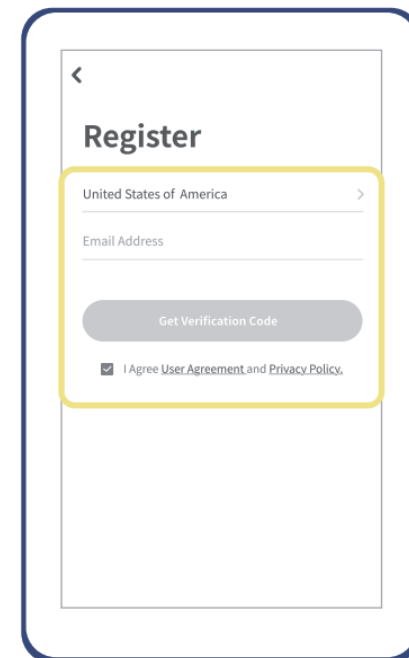 Register
United States of America
Email Address
Get Verification Code
I Agree User Agreement and Privacy Policy.